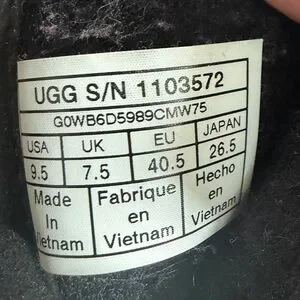 UGG S/N 1103572
G0WB6D5989CMW75
USA UK EU JAPAN
9.5 7.5 40.5 26.5
Made Fabrique Hecho
In en en
Vietnam Vietnam Vietnam